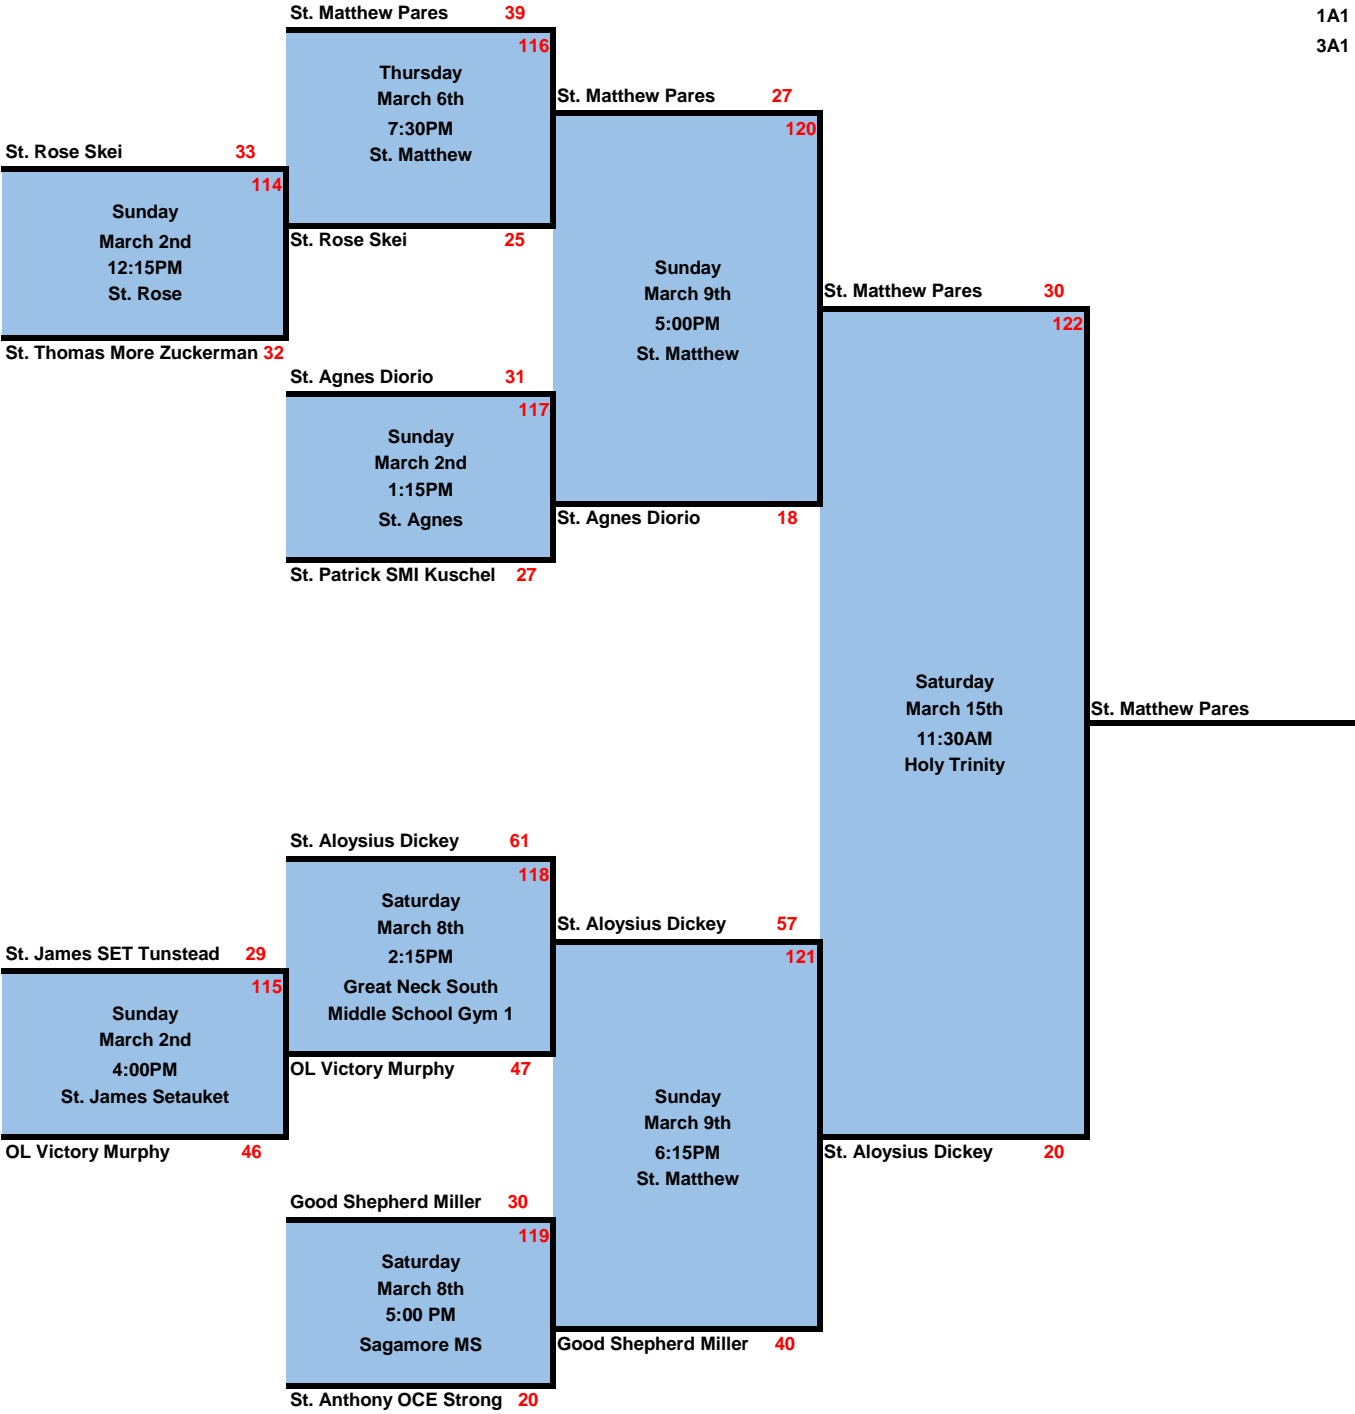 St. Matthew Pares 39
1A1
3A1
116
Thursday
March 6th
7:30PM
St. Matthew
St. Matthew Pares 27
120
St. Rose Skei 33
114
Sunday
March 2nd
12:15PM
St. Rose
St. Rose Skei 25
Sunday
March 9th
5:00PM
St. Matthew
St. Matthew Pares 30
122
St. Thomas More Zuckerman 32
St. Agnes Diorio 31
117
Sunday
March 2nd
1:15PM
St. Agnes
St. Agnes Diorio 18
St. Patrick SMI Kuschel 27
Saturday
March 15th
11:30AM
Holy Trinity
St. Matthew Pares
St. Aloysius Dickey 61
118
Saturday
March 8th
2:15PM
Great Neck South
Middle School Gym 1
St. Aloysius Dickey 57
121
St. James SET Tunstead 29
115
Sunday
March 2nd
4:00PM
St. James Setauket
OL Victory Murphy 47
Sunday
March 9th
6:15PM
St. Matthew
OL Victory Murphy 46
St. Aloysius Dickey 20
Good Shepherd Miller 30
119
Saturday
March 8th
5:00 PM
Sagamore MS
Good Shepherd Miller 40
St. Anthony OCE Strong 20